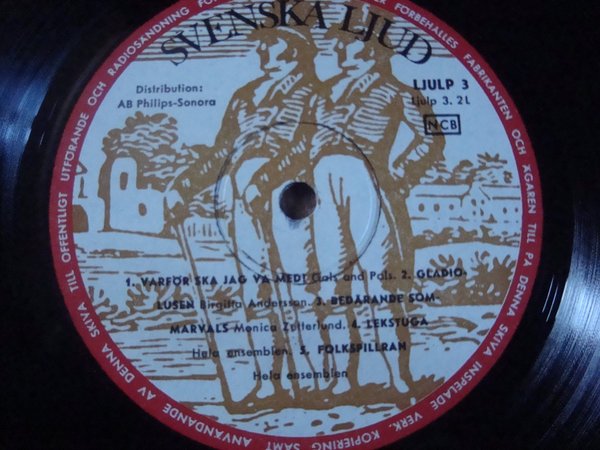 SVENSKA LJUD
Distribution:
AB Philips-Sonora
LJULP 3
Ljulp 3. 2L
NCB
1. VARFÖR SKA JAG VA MED? Gals and Pals. 2. GLADIO-
LUSEN Birgitta Andersson. 3. BEDÅRANDE SOM-
MARVALS Monica Zetterlund. 4. LEKSTUGA
Hela ensemblen. 5. FOLKSPILLRAN
Hela ensemblen
FÖRBEHÅLLES FABRIKANTEN OCH ÄGAREN TILL PÅ DENNA SKIVA INSPELADE VERK. KOPIERING SAMT ANVÄNDANDE AV DENNA SKIVA TILL OFFENTLIGT UTFÖRANDE OCH RADIOSÄNDNING